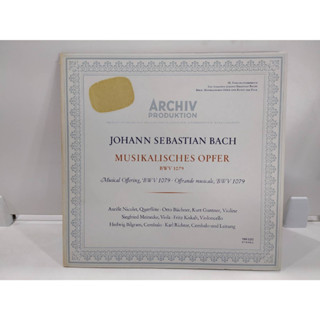 ARCHIV
PRODUKTION
JOHANN SEBASTIAN BACH
MUSIKALISCHES OPFER
BWV 1079
Musical Offering, BWV 1079 · Offrande musicale, BWV 1079
Aurèle Nicolet, Querflöte · Otto Büchner, Kurt Guntner, Violine
Siegfried Meinecke, Viola · Fritz Kiskalt, Violoncello
Hedwig Bilgram, Cembalo · Karl Richter, Cembalo und Leitung